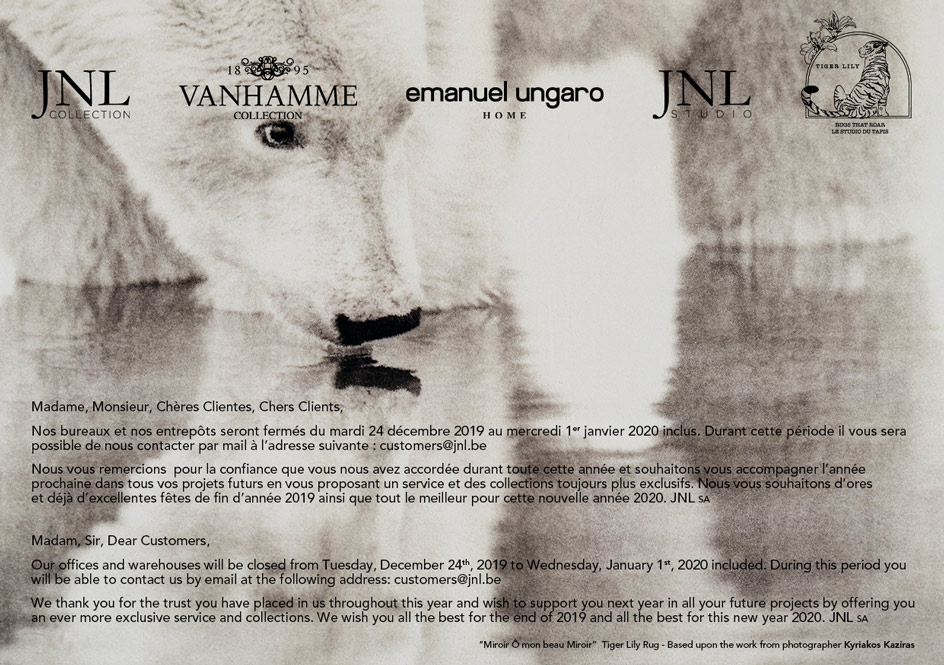 JNL
COLLECTION
18 95
VANHAMME
COLLECTION
emanuel ungaro
HOME
JNL
STUDIO
TIGER LILY
RUGS THAT ROAR
LE STUDIO DU TAPIS
Madame, Monsieur, Chères Clientes, Chers Clients,
Nos bureaux et nos entrepôts seront fermés du mardi 24 décembre 2019 au mercredi 1er janvier 2020 inclus. Durant cette période il vous sera
possible de nous contacter par mail à l'adresse suivante : customers@jnl.be
Nous vous remercions pour la confiance que vous nous avez accordée durant toute cette année et souhaitons vous accompagner l'année
prochaine dans tous vos projets futurs en vous proposant un service et des collections toujours plus exclusifs. Nous vous souhaitons d'ores
et déjà d'excellentes fêtes de fin d'année 2019 ainsi que tout le meilleur pour cette nouvelle année 2020. JNL SA
Madam, Sir, Dear Customers,
Our offices and warehouses will be closed from Tuesday, December 24th, 2019 to Wednesday, January 1st, 2020 included. During this period you
will be able to contact us by email at the following address: customers@jnl.be
We thank you for the trust you have placed in us throughout this year and wish to support you next year in all your future projects by offering you
an ever more exclusive service and collections. We wish you all the best for the end of 2019 and all the best for this new year 2020. JNL SA
"Miroir Ô mon beau Miroir" Tiger Lily Rug - Based upon the work from photographer Kyriakos Kaziras